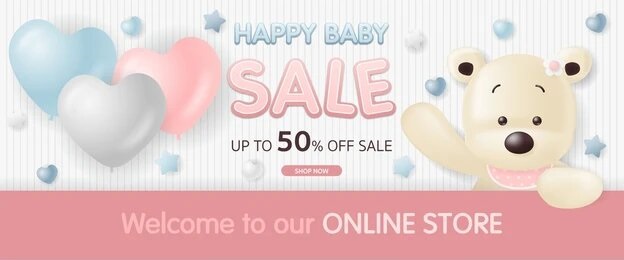 HAPPY BABY
SALE
UP TO 50% OFF SALE
SHOP NOW
Welcome to our ONLINE STORE